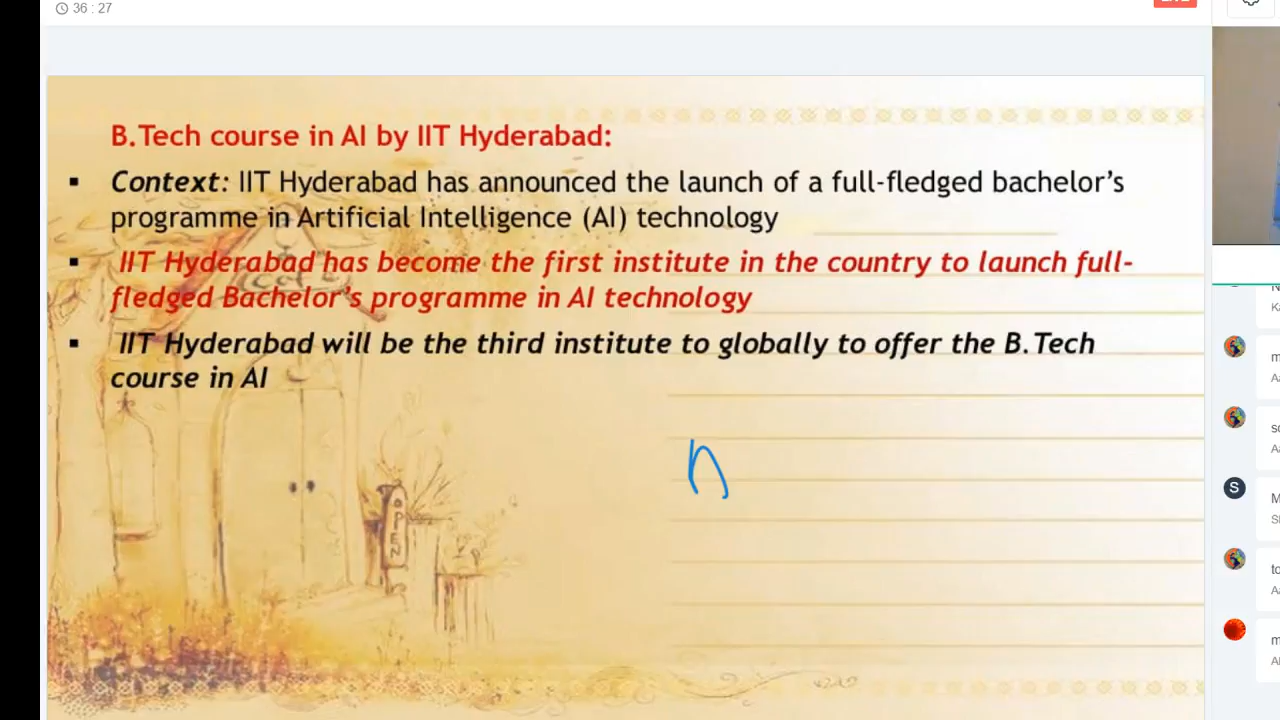 36 : 27
B.Tech course in AI by IIT Hyderabad:
▪ Context: IIT Hyderabad has announced the launch of a full-fledged bachelor's
programme in Artificial Intelligence (AI) technology
▪ IIT Hyderabad has become the first institute in the country to launch full-
fledged Bachelor's programme in AI technology
▪ IIT Hyderabad will be the third institute to globally to offer the B.Tech
course in AI
n
OPEN
S